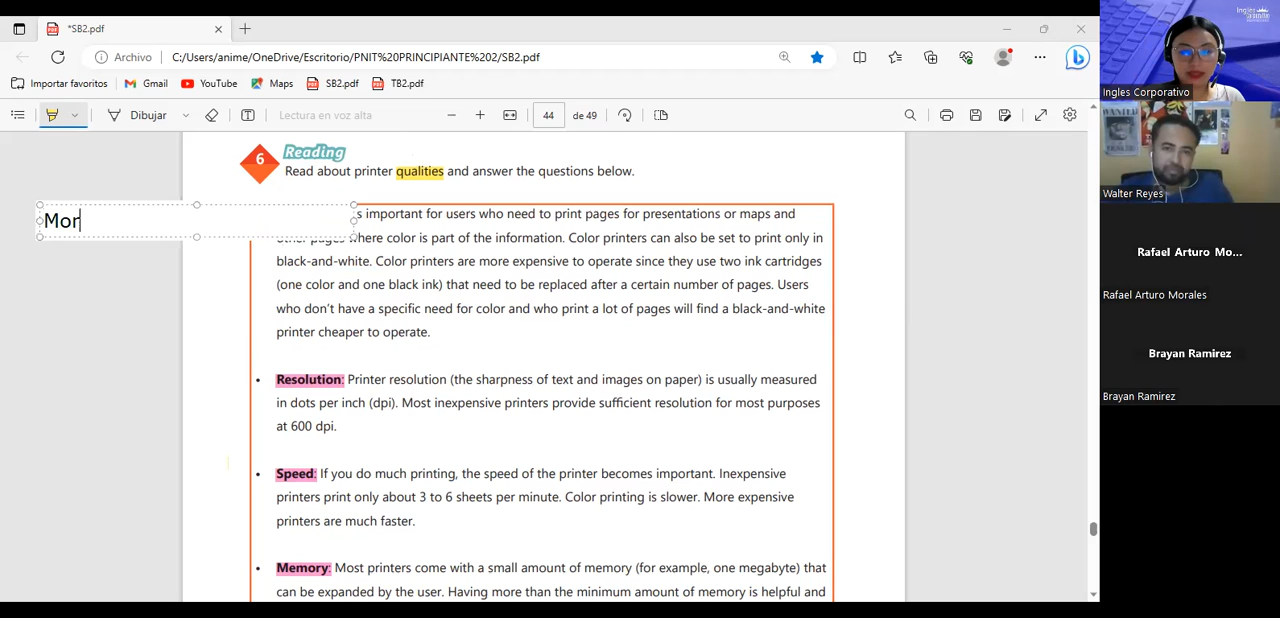 *SB2.pdf
Archivo
C:/Users/anime/OneDrive/Escritorio/PNIT%20PRINCIPIANTE%202/SB2.pdf
Importar favoritos
Gmail
YouTube
Maps
SB2.pdf
TB2.pdf
Dibujar
Lectura en voz alta
44
de 49
6
Reading
Read about printer qualities and answer the questions below.
Mor
s important for users who need to print pages for presentations or maps and
other pages where color is part of the information. Color printers can also be set to print only in
black-and-white. Color printers are more expensive to operate since they use two ink cartridges
(one color and one black ink) that need to be replaced after a certain number of pages. Users
who don't have a specific need for color and who print a lot of pages will find a black-and-white
printer cheaper to operate.
• Resolution: Printer resolution (the sharpness of text and images on paper) is usually measured
in dots per inch (dpi). Most inexpensive printers provide sufficient resolution for most purposes
at 600 dpi.
• Speed: If you do much printing, the speed of the printer becomes important. Inexpensive
printers print only about 3 to 6 sheets per minute. Color printing is slower. More expensive
printers are much faster.
• Memory: Most printers come with a small amount of memory (for example, one megabyte) that
can be expanded by the user. Having more than the minimum amount of memory is helpful and
Ingles Corporativo
WANTED
Walter Reyes
Rafael Arturo Mo...
Rafael Arturo Morales
Brayan Ramirez
Brayan Ramirez